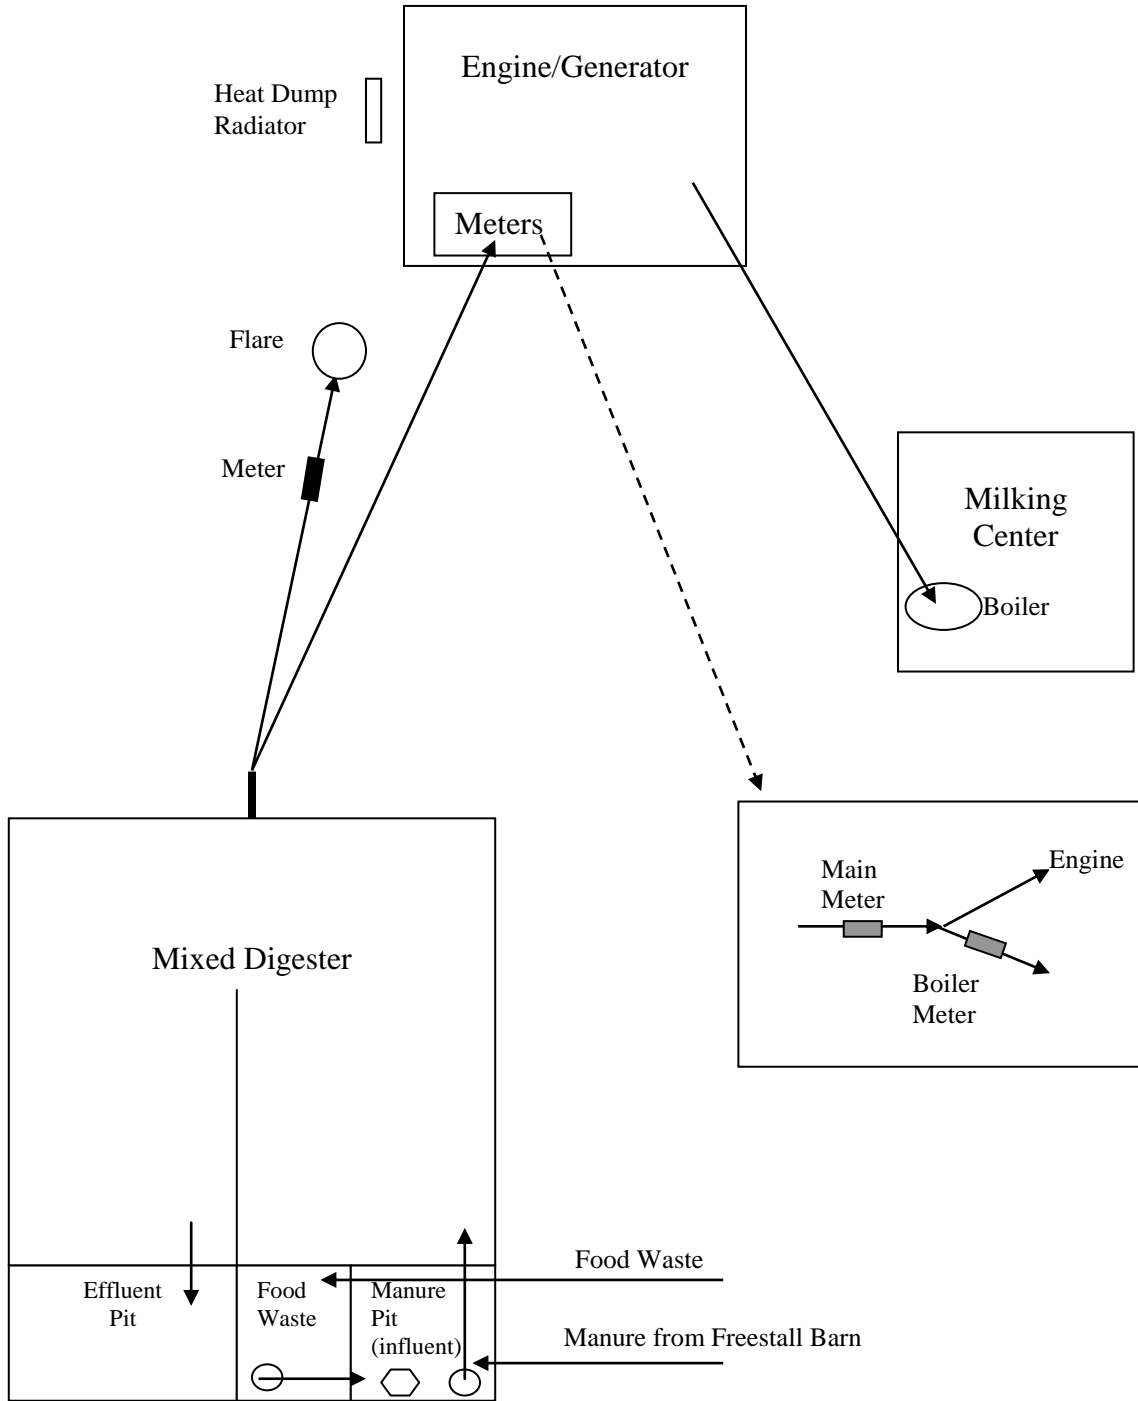 Engine/Generator
Heat Dump
Radiator
Meters
Flare
Meter
Milking
Center
Boiler
Main
Meter
Engine
Boiler
Meter
Mixed Digester
Food Waste
Effluent
Pit
Food
Waste
Manure
Pit
(influent)
Manure from Freestall Barn